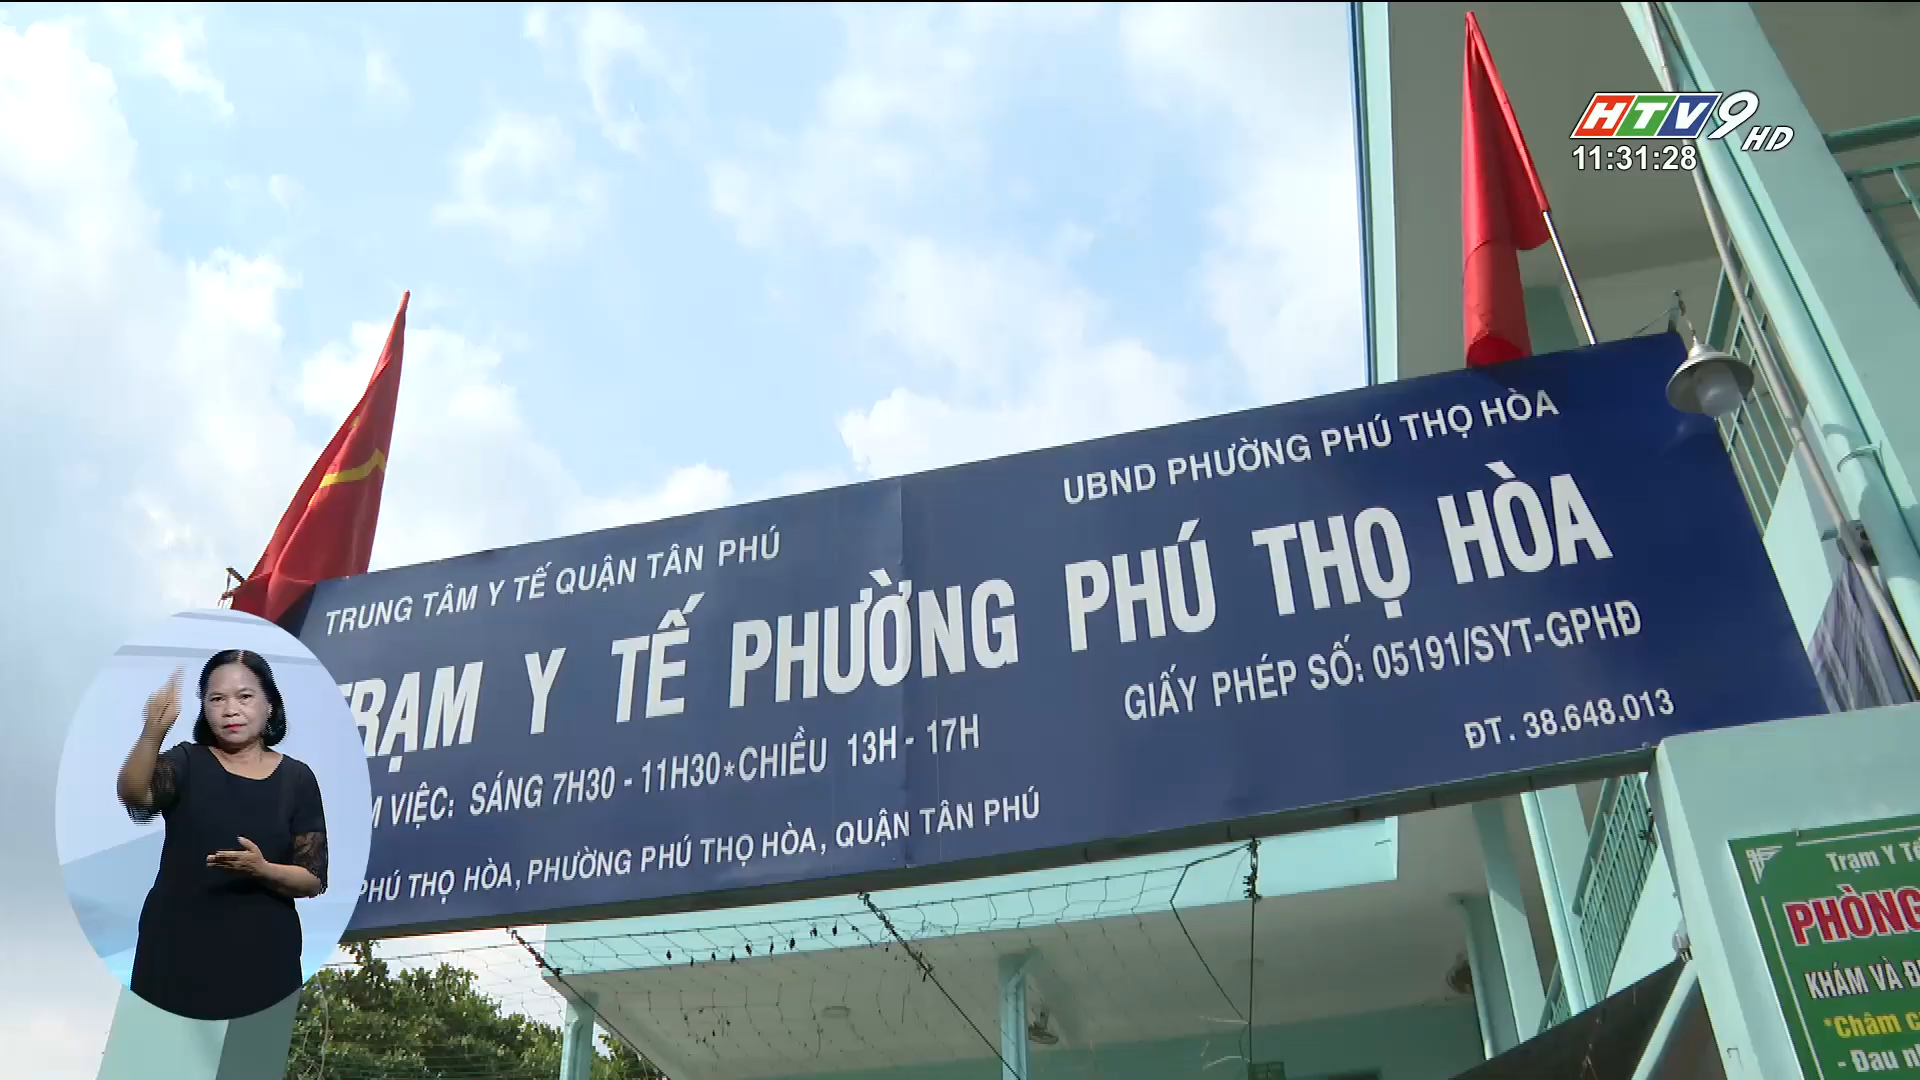 HTV9 HD
11:31:28
TRUNG TÂM Y TẾ QUẬN TÂN PHÚ
UBND PHƯỜNG PHÚ THỌ HÒA
TRẠM Y TẾ PHƯỜNG PHÚ THỌ HÒA
VIỆC: SÁNG 7H30 - 11H30*CHIỀU 13H - 17H
GIẤY PHÉP SỐ: 05191/SYT-GPHĐ
ĐT. 38.648.013
PHÚ THỌ HÒA, PHƯỜNG PHÚ THỌ HÒA, QUẬN TÂN PHÚ
Trạm Y Tế
PHÒNG
KHÁM VÀ
*Châm
- Đau